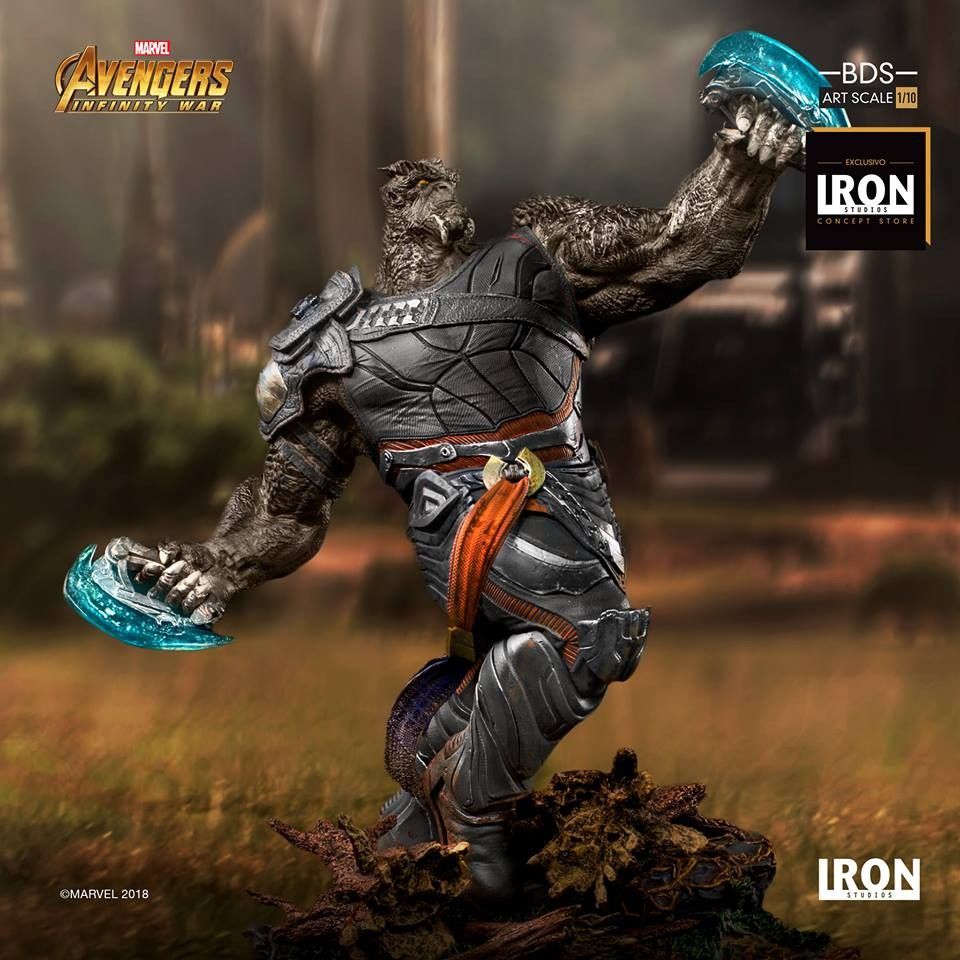 MARVEL
AVENGERS
INFINITY WAR
—BDS—
ART SCALE 1/10
EXCLUSIVO
IRON
STUDIOS
CONCEPT STORE
©MARVEL 2018
IRON
STUDIOS